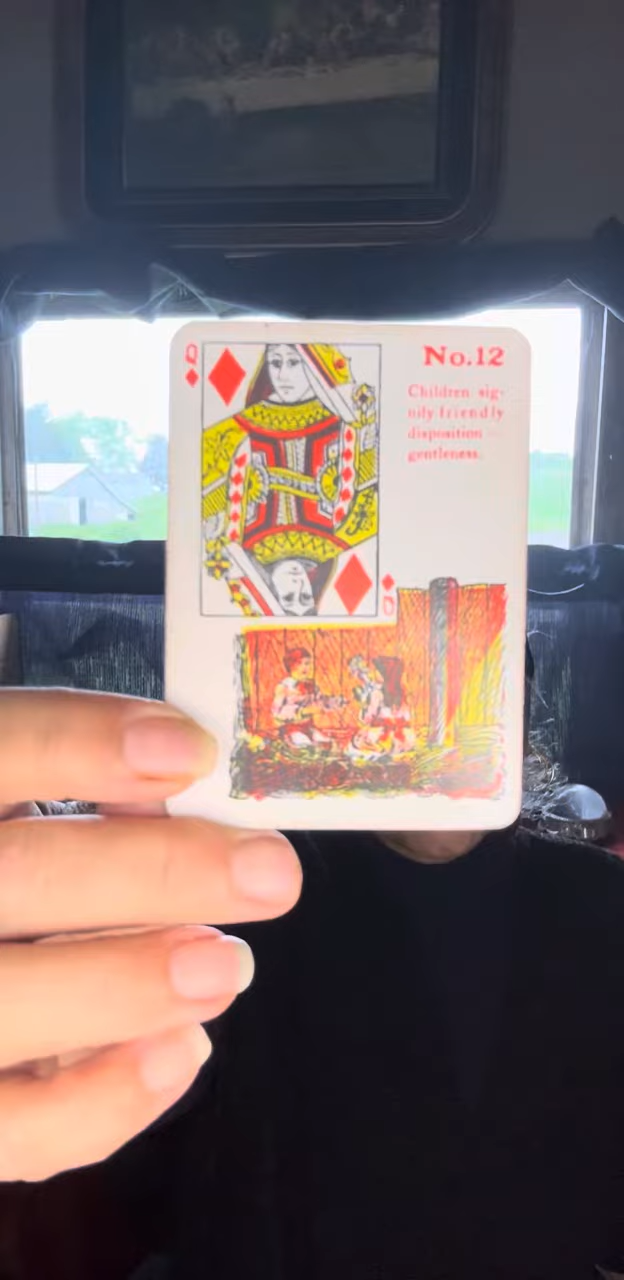 Q
No.12
Children sig-
nify friendly
disposition -
gentleness.
Q